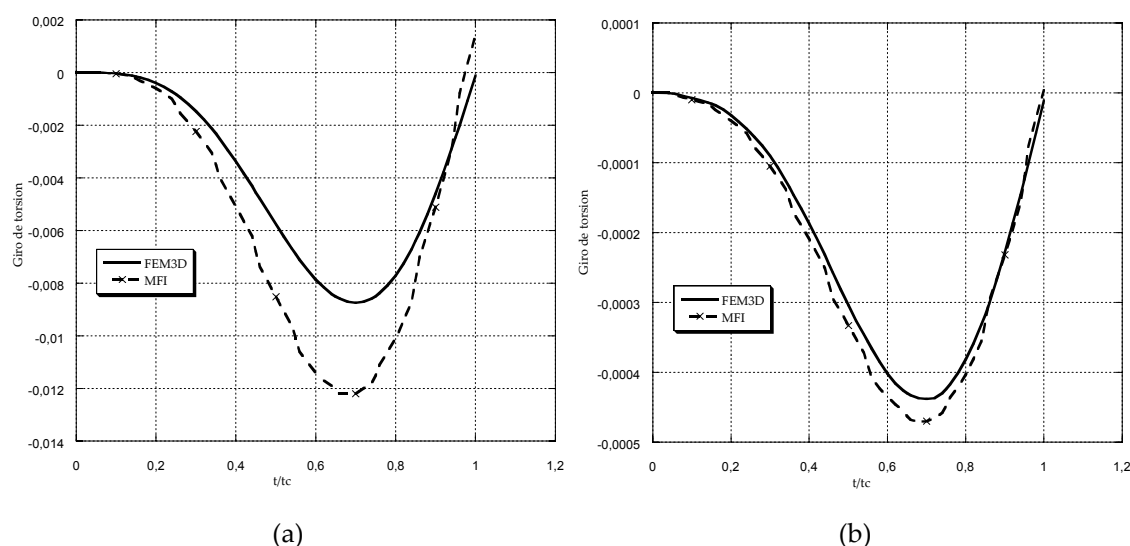 0,002
0
-0,002
-0,004
-0,006
-0,008
-0,01
-0,012
-0,014
Giro de torsion
FEM3D
MFI
0 0,2 0,4 0,6 0,8 1 1,2
t/tc
(a)
0,0001
0
-0,0001
-0,0002
-0,0003
-0,0004
-0,0005
Giro de torsion
FEM3D
MFI
0 0,2 0,4 0,6 0,8 1 1,2
t/tc
(b)